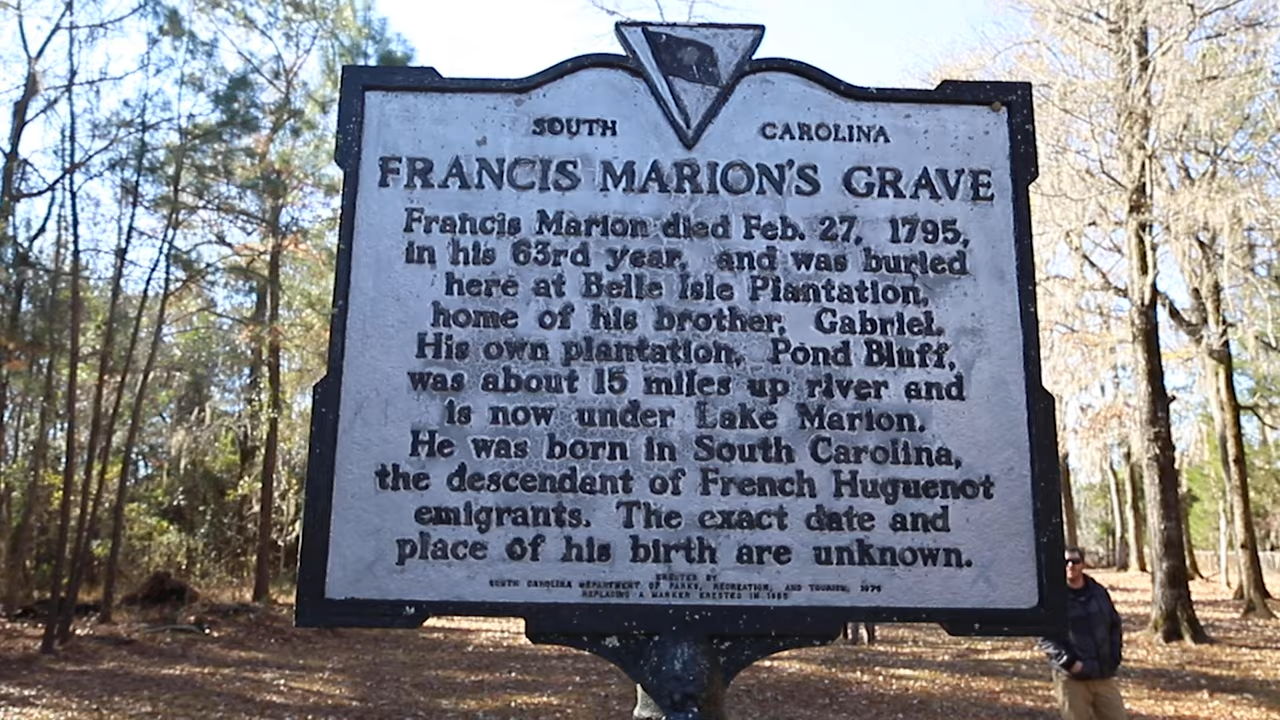 SOUTH CAROLINA
FRANCIS MARION'S GRAVE
Francis Marion died Feb. 27, 1795,
in his 63rd year, and was buried
here at Belle Isle Plantation,
home of his brother, Gabriel.
His own plantation, Pond Bluff,
was about 15 miles up river and
is now under Lake Marion.
He was born in South Carolina,
the descendant of French Huguenot
emigrants. The exact date and
place of his birth are unknown.
ERECTED BY
SOUTH CAROLINA DEPARTMENT OF PARKS, RECREATION, AND TOURISM,
REPLACING A MARKER ERECTED IN